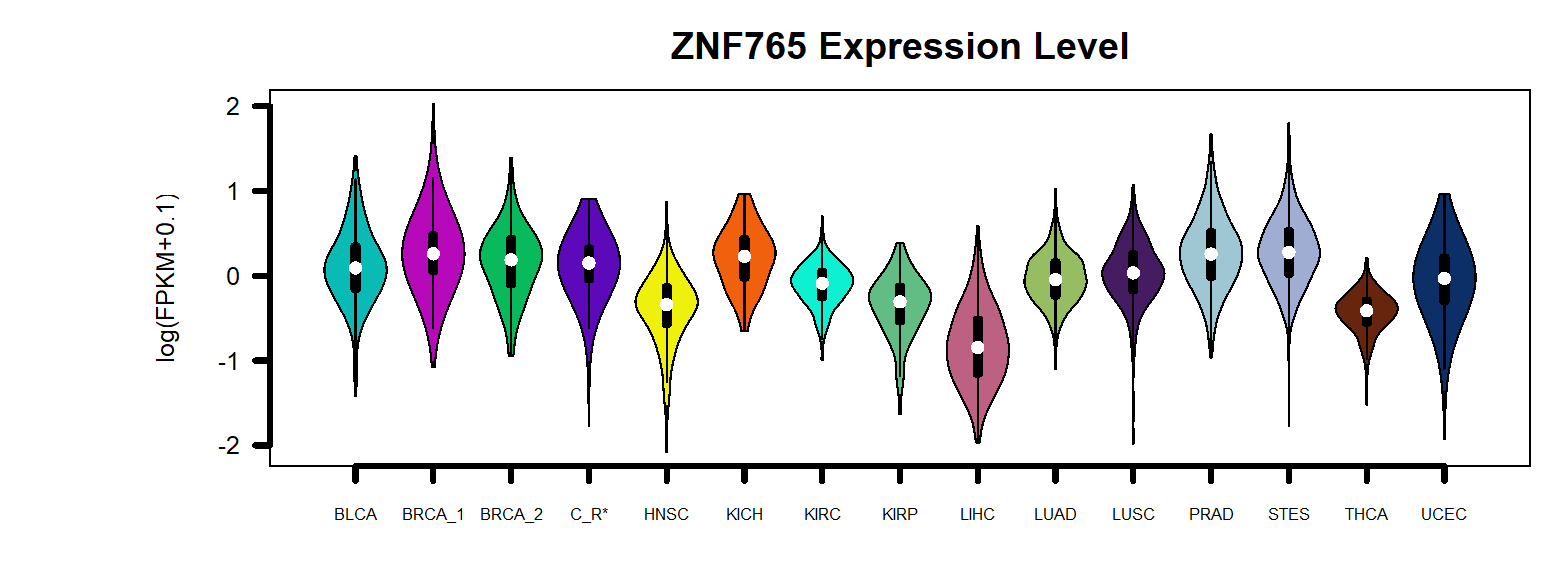 ZNF765 Expression Level
log(FPKM+0.1)
2
1
0
-1
-2
BLCA BRCA_1 BRCA_2 C_R* HNSC KICH KIRC KIRP LIHC LUAD LUSC PRAD STES THCA UCEC